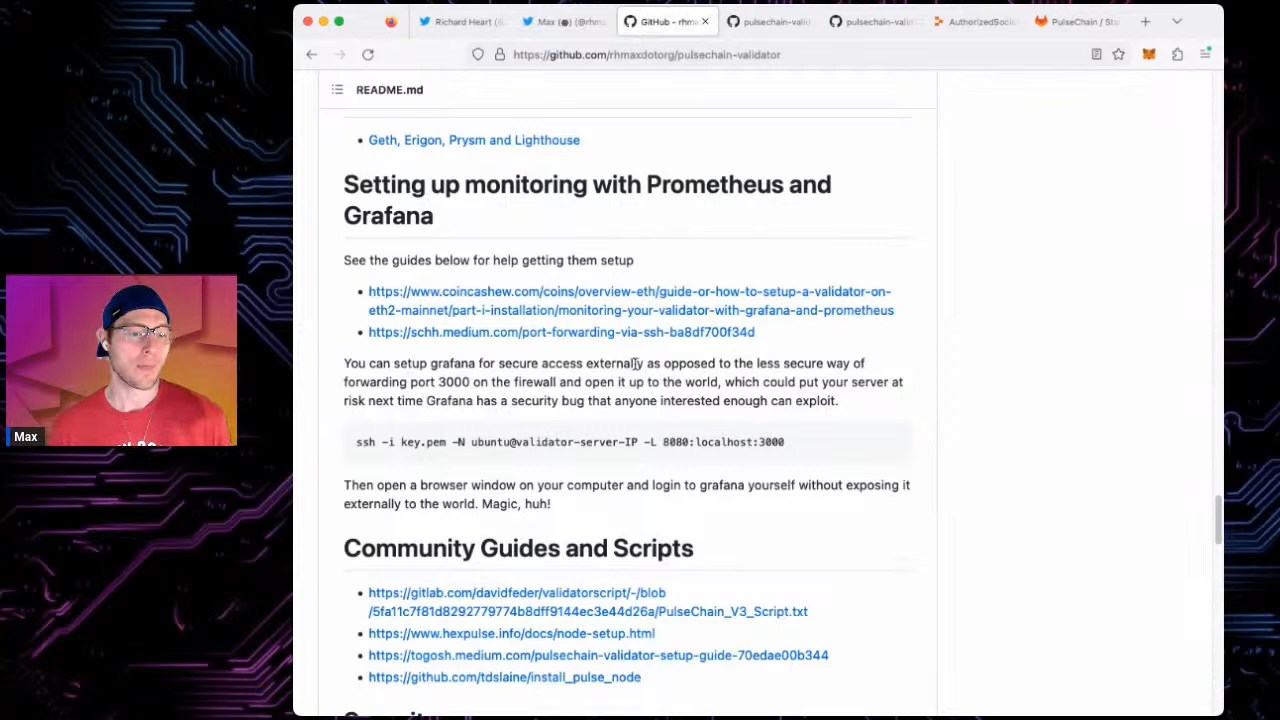 Richard Heart (
Max (●) (@rhm
GitHub - rhma
pulsechain-vali
pulsechain-valida
AuthorizedSocia
PulseChain / Sta
https://github.com/rhmaxdotorg/pulsechain-validator
README.md
Geth, Erigon, Prysm and Lighthouse
Setting up monitoring with Prometheus and
Grafana
See the guides below for help getting them setup
https://www.coincashew.com/coins/overview-eth/guide-or-how-to-setup-a-validator-on-
eth2-mainnet/part-i-installation/monitoring-your-validator-with-grafana-and-prometheus
https://schh.medium.com/port-forwarding-via-ssh-ba8df700f34d
You can setup grafana for secure access externally as opposed to the less secure way of
forwarding port 3000 on the firewall and open it up to the world, which could put your server at
risk next time Grafana has a security bug that anyone interested enough can exploit.
ssh -i key.pem -N ubuntu@validator-server-IP -L 8080:localhost:3000
Then open a browser window on your computer and login to grafana yourself without exposing it
externally to the world. Magic, huh!
Community Guides and Scripts
https://gitlab.com/davidfeder/validatorscript/-/blob
/5fa11c7f81d8292779774b8dff9144ec3e44d26a/PulseChain_V3_Script.txt
https://www.hexpulse.info/docs/node-setup.html
https://togosh.medium.com/pulsechain-validator-setup-guide-70edae00b344
https://github.com/tdslaine/install_pulse_node
Max